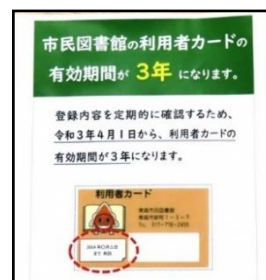 市民図書館の利用者カードの
有効期間が 3年 になります。
登録内容を定期的に確認するため、
令和3年4月1日から、利用者カードの
有効期間が3年になります。
利用者カード